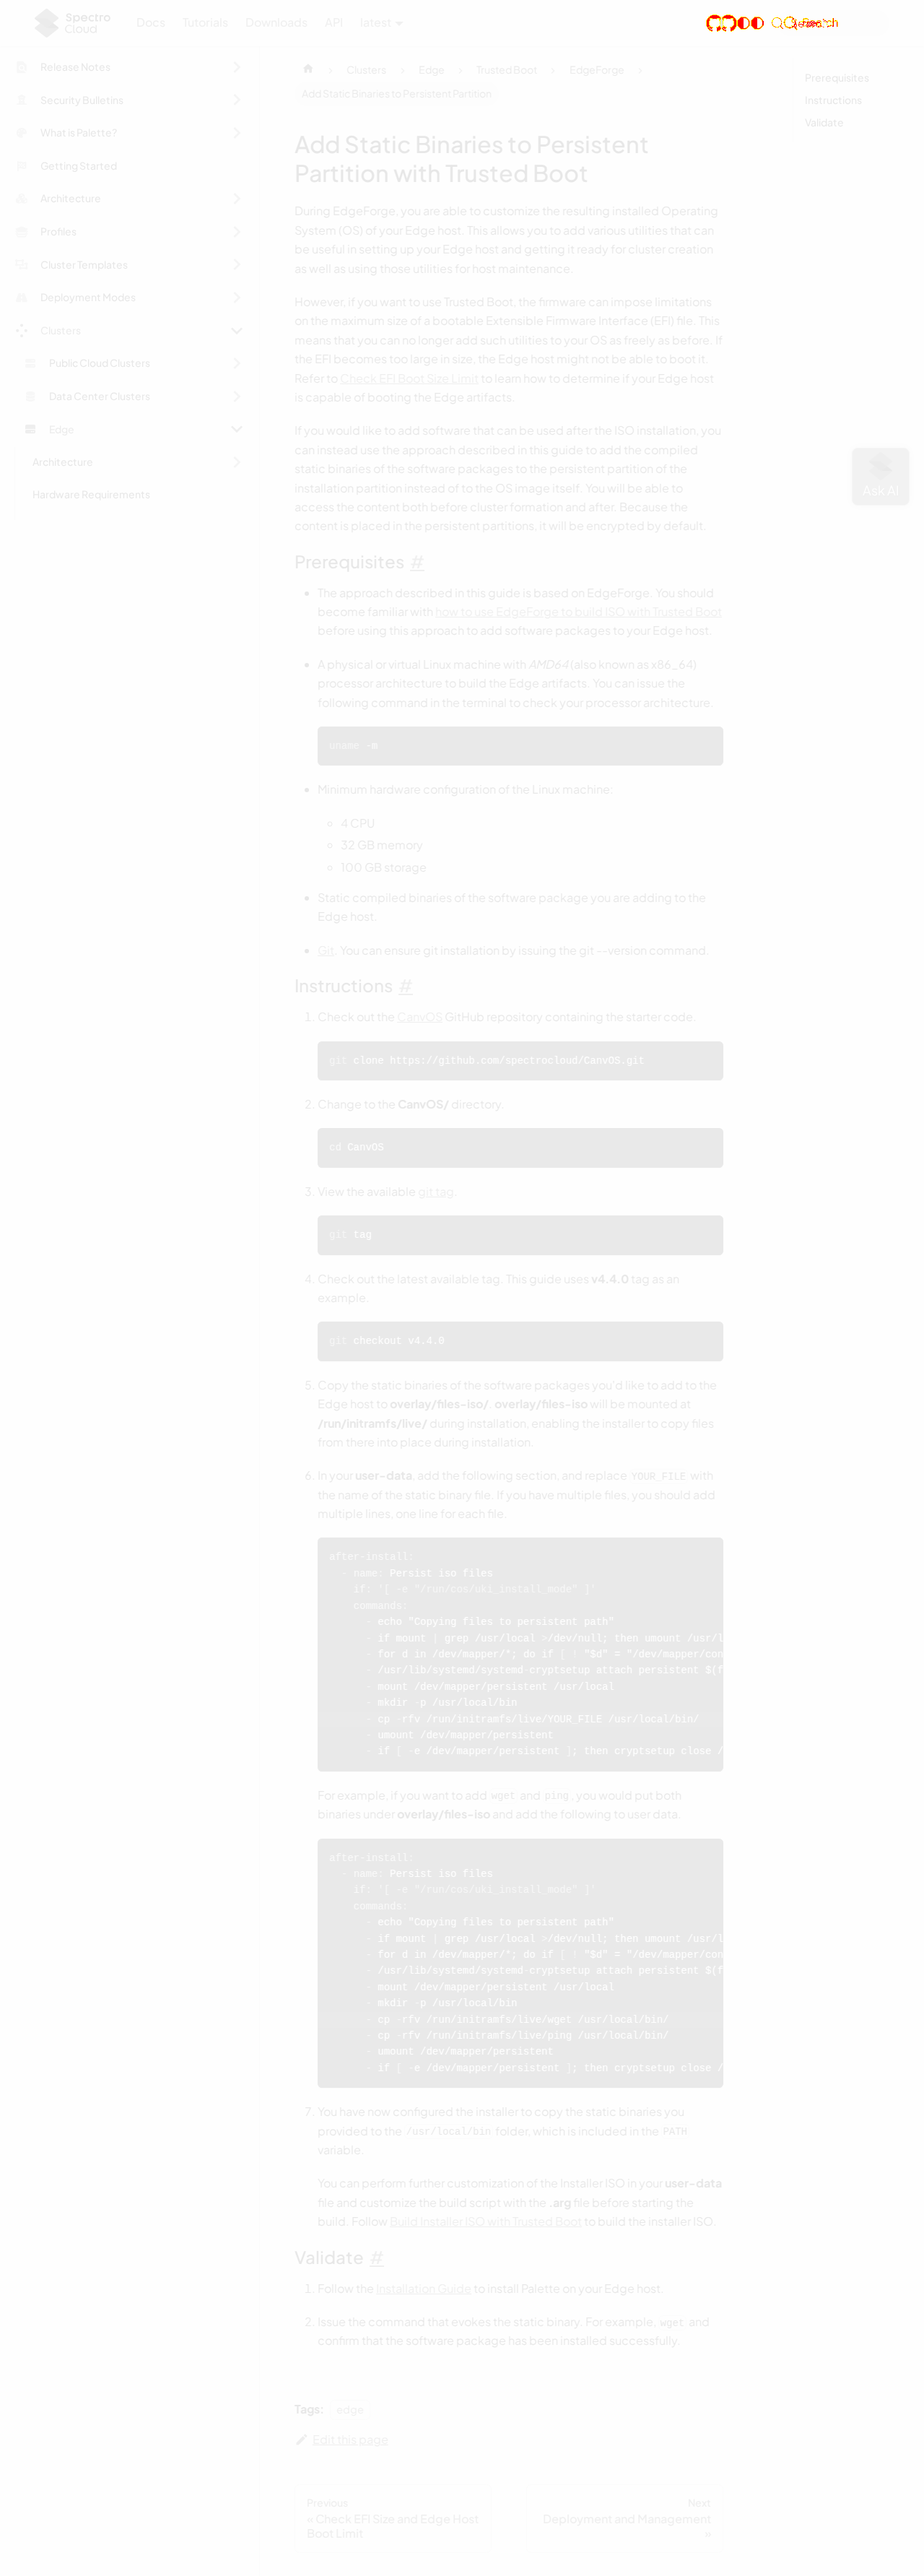 Spectro
Cloud
Docs Tutorials Downloads API latest
Release Notes
Security Bulletins
What is Palette?
Getting Started
Architecture
Profiles
Cluster Templates
Deployment Modes
Clusters
Public Cloud Clusters
Data Center Clusters
Edge
Architecture
Hardware Requirements
Clusters Edge Trusted Boot EdgeForge
Add Static Binaries to Persistent Partition
Prerequisites
Instructions
Validate
Add Static Binaries to Persistent
Partition with Trusted Boot
During EdgeForge, you are able to customize the resulting installed Operating
System (OS) of your Edge host. This allows you to add various utilities that can
be useful in setting up your Edge host and getting it ready for cluster creation
as well as using those utilities for host maintenance.
However, if you want to use Trusted Boot, the firmware can impose limitations
on the maximum size of a bootable Extensible Firmware Interface (EFI) file. This
means that you can no longer add such utilities to your OS as freely as before. If
the EFI becomes too large in size, the Edge host might not be able to boot it.
Refer to Check EFI Boot Size Limit to learn how to determine if your Edge host
is capable of booting the Edge artifacts.
If you would like to add software that can be used after the ISO installation, you
can instead use the approach described in this guide to add the compiled
static binaries of the software packages to the persistent partition of the
installation partition instead of to the OS image itself. You will be able to
access the content both before cluster formation and after. Because the
content is placed in the persistent partitions, it will be encrypted by default.
Ask AI
Prerequisites #
The approach described in this guide is based on EdgeForge. You should
become familiar with how to use EdgeForge to build ISO with Trusted Boot
before using this approach to add software packages to your Edge host.
A physical or virtual Linux machine with AMD64 (also known as x86_64)
processor architecture to build the Edge artifacts. You can issue the
following command in the terminal to check your processor architecture.
uname -m
Minimum hardware configuration of the Linux machine:
4 CPU
32 GB memory
100 GB storage
Static compiled binaries of the software package you are adding to the
Edge host.
Git. You can ensure git installation by issuing the git --version command.
Instructions #
1. Check out the CanvOS GitHub repository containing the starter code.
git clone https://github.com/spectrocloud/CanvOS.git
2. Change to the CanvOS/ directory.
cd CanvOS
3. View the available git tag.
git tag
4. Check out the latest available tag. This guide uses v4.4.0 tag as an
example.
git checkout v4.4.0
5. Copy the static binaries of the software packages you'd like to add to the
Edge host to overlay/files-iso/. overlay/files-iso will be mounted at
/run/initramfs/live/ during installation, enabling the installer to copy files
from there into place during installation.
6. In your user-data, add the following section, and replace YOUR_FILE with
the name of the static binary file. If you have multiple files, you should add
multiple lines, one line for each file.
after-install:
- name: Persist iso files
if: '[ -e "/run/cos/uki_install_mode" ]'
commands:
- echo "Copying files to persistent path"
- if mount | grep /usr/local >/dev/null; then umount /usr/l
- for d in /dev/mapper/*; do if [ ! "$d" = "/dev/mapper/con
- /usr/lib/systemd/systemd-cryptsetup attach persistent $(f
- mount /dev/mapper/persistent /usr/local
- mkdir -p /usr/local/bin
- cp -rfv /run/initramfs/live/YOUR_FILE /usr/local/bin/
- umount /dev/mapper/persistent
- if [ -e /dev/mapper/persistent ]; then cryptsetup close /
For example, if you want to add wget and ping, you would put both
binaries under overlay/files-iso and add the following to user data.
after-install:
- name: Persist iso files
if: '[ -e "/run/cos/uki_install_mode" ]'
commands:
- echo "Copying files to persistent path"
- if mount | grep /usr/local >/dev/null; then umount /usr/l
- for d in /dev/mapper/*; do if [ ! "$d" = "/dev/mapper/con
- /usr/lib/systemd/systemd-cryptsetup attach persistent $(f
- mount /dev/mapper/persistent /usr/local
- mkdir -p /usr/local/bin
- cp -rfv /run/initramfs/live/wget /usr/local/bin/
- cp -rfv /run/initramfs/live/ping /usr/local/bin/
- umount /dev/mapper/persistent
- if [ -e /dev/mapper/persistent ]; then cryptsetup close /
7. You have now configured the installer to copy the static binaries you
provided to the /usr/local/bin folder, which is included in the PATH
variable.
You can perform further customization of the Installer ISO in your user-data
file and customize the build script with the .arg file before starting the
build. Follow Build Installer ISO with Trusted Boot to build the installer ISO.
Validate #
1. Follow the Installation Guide to install Palette on your Edge host.
2. Issue the command that evokes the static binary. For example, wget and
confirm that the software package has been installed successfully.
Tags: edge
Edit this page
Previous
« Check EFI Size and Edge Host
Boot Limit
Next
Deployment and Management
»